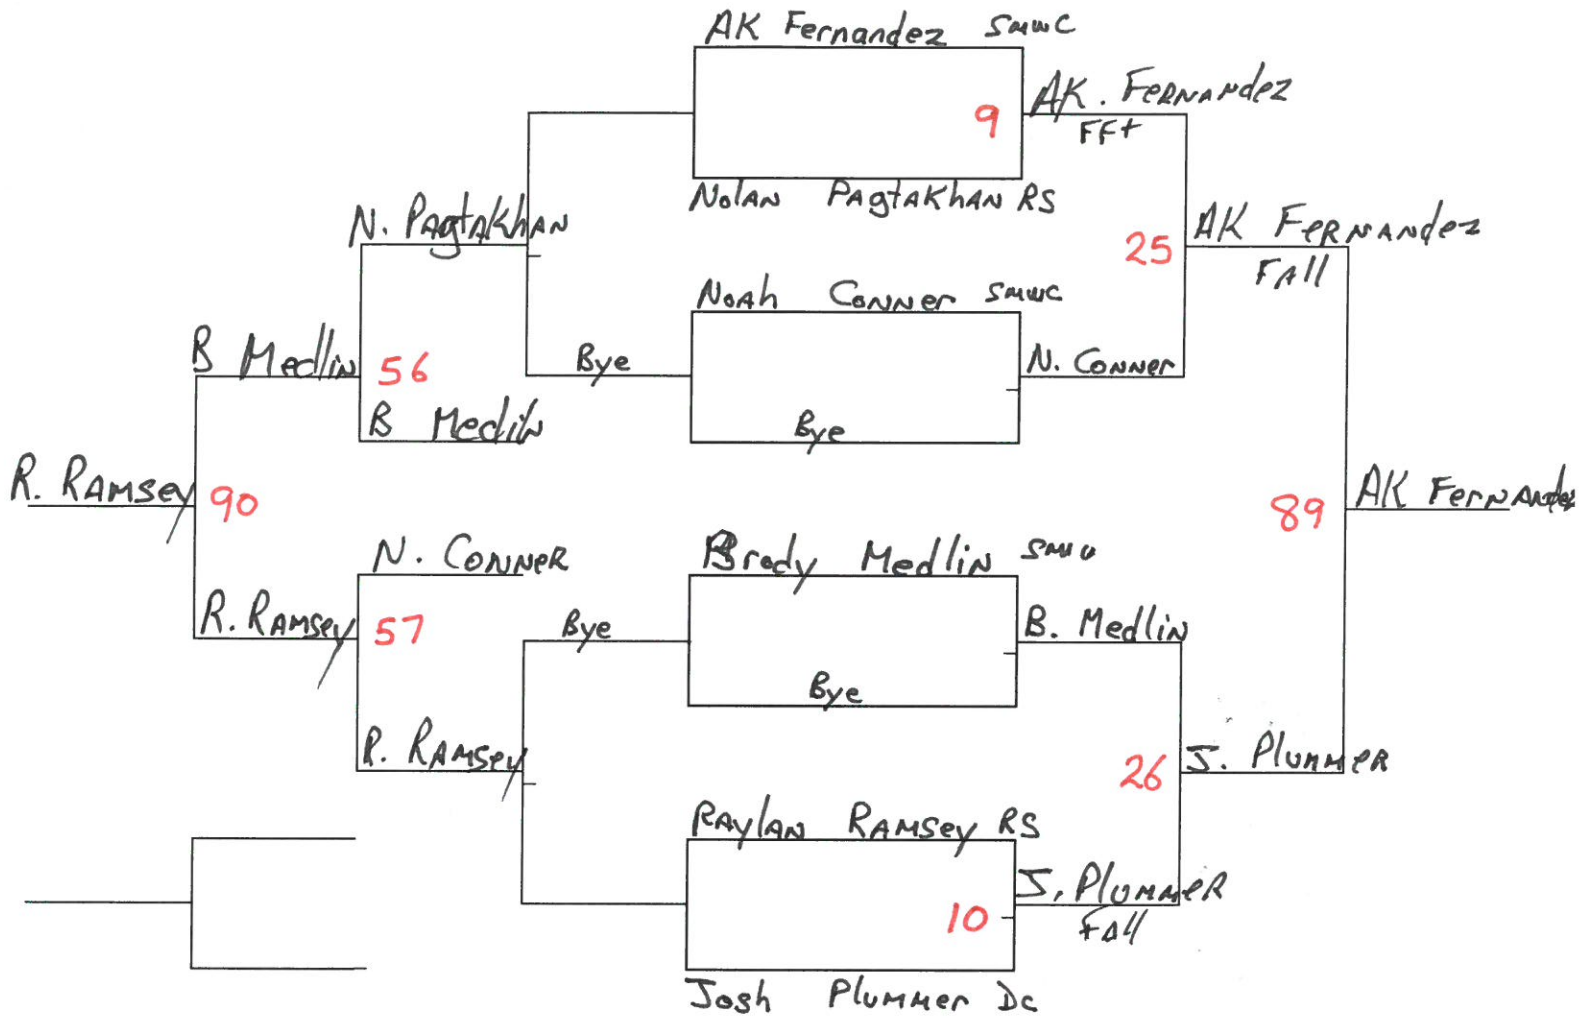 AK Fernandez SMWC
9
AK. FERNANdez
FFt
NolAN PAgtAKHAN RS
N. PAgtAKhAN
25
AK FeRNANdez
FAll
NoAh CoNNer SMWC
B Medlin
56
Bye
N. CoNNer
B Medlin
Bye
R. RAMSey
90
89
AK FerNANdez
N. CoNNeR
Brody MedliN
R. RAMSey
57
Bye
B. MedliN
Bye
R. RAMSey
26
J. PluMMeR
RAylAN RAMSey RS
10
J. PluMMeR
FAll
Josh PluMMer Dc